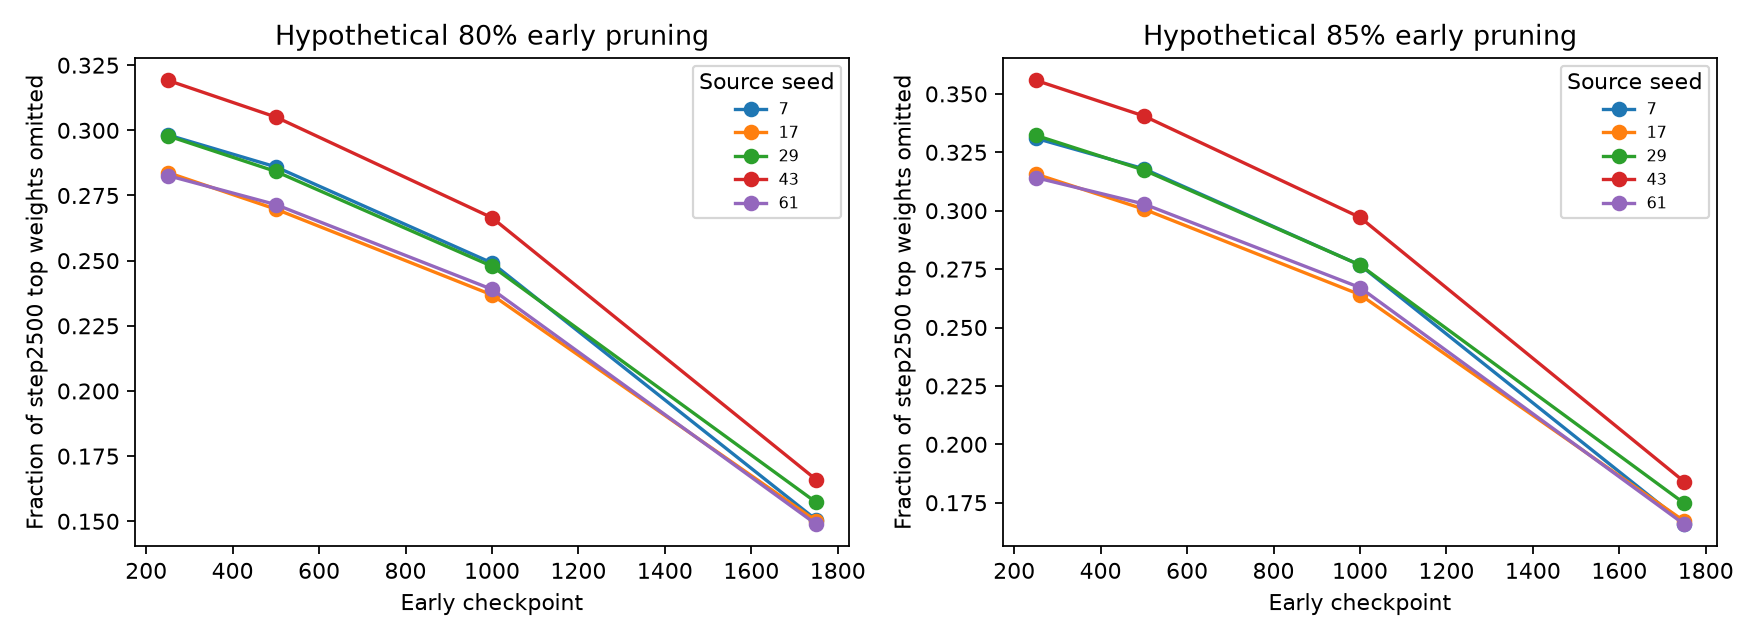 Hypothetical 80% early pruning
Fraction of step2500 top weights omitted
0.325
0.300
0.275
0.250
0.225
0.200
0.175
0.150
200 400 600 800 1000 1200 1400 1600 1800
Early checkpoint
Source seed
7
17
29
43
61
Hypothetical 85% early pruning
Fraction of step2500 top weights omitted
0.350
0.325
0.300
0.275
0.250
0.225
0.200
0.175
200 400 600 800 1000 1200 1400 1600 1800
Early checkpoint
Source seed
7
17
29
43
61